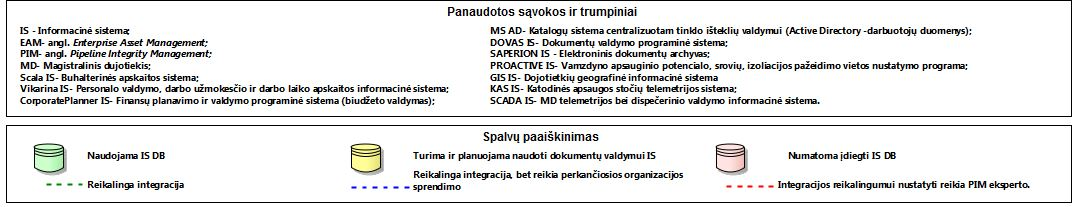 Panaudotos sąvokos ir trumpiniai
IS - Informacinė sistema;
EAM- angl. Enterprise Asset Management;
PIM- angl. Pipeline Integrity Management;
MD- Magistralinis dujotiekis;
Scala IS- Buhalterinės apskaitos sistema;
Vikarina IS- Personalo valdymo, darbo užmokesčio ir darbo laiko apskaitos informacinė sistema;
CorporatePlanner IS- Finansų planavimo ir valdymo programinė sistema (biudžeto valdymas);
MS AD- Katalogų sistema centralizuotam tinklo išteklių valdymui (Active Directory -darbuotojų duomenys);
DOVAS IS- Dokumentų valdymo programinė sistema;
SAPERION IS - Elektroninis dokumentų archyvas;
PROACTIVE IS- Vamzdyno apsauginio potencialo, srovių, izoliacijos pažeidimo vietos nustatymo programa;
GIS IS- Dojotietkių geografinė informacinė sistema
KAS IS- Katodinės apsaugos stočių telemetrijos sistema;
SCADA IS- MD telemetrijos bei dispečerinio valdymo informacinė sistema.
Spalvų paaiškinimas
Naudojama IS DB
Reikalinga integracija
Turima ir planuojama naudoti dokumentų valdymui IS
Reikalinga integracija, bet reikia perkančiosios organizacijos
sprendimo
Numatoma įdiegti IS DB
Integracijos reikalingumui nustatyti reikia PIM eksperto.